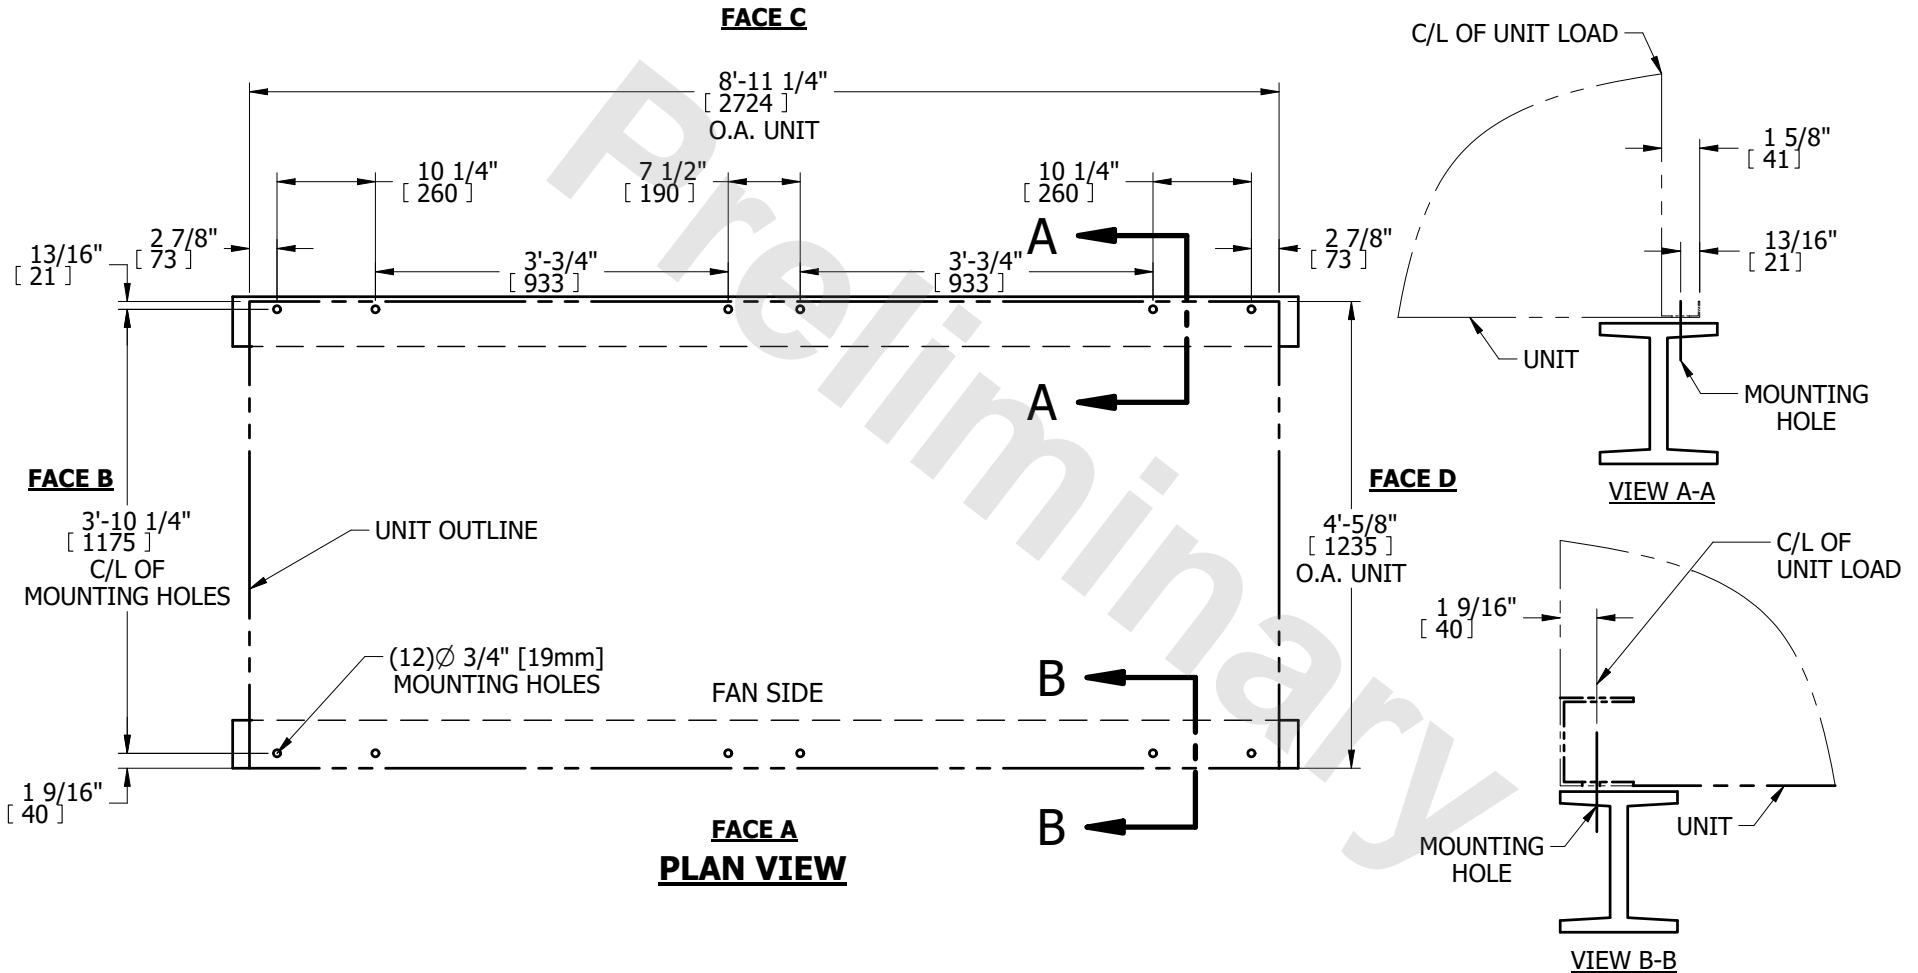 FACE C
8'-11 1/4"
[ 2724 ]
O.A. UNIT
10 1/4"
[ 260 ]
7 1/2"
[ 190 ]
10 1/4"
[ 260 ]
13/16"
[ 21 ]
2 7/8"
[ 73 ]
3'-3/4"
[ 933 ]
3'-3/4"
[ 933 ]
A
2 7/8"
[ 73 ]
A
FACE B
3'-10 1/4"
[ 1175 ]
C/L OF
MOUNTING HOLES
UNIT OUTLINE
FACE D
4'-5/8"
[ 1235 ]
O.A. UNIT
(12)Ø 3/4" [19mm]
MOUNTING HOLES
FAN SIDE
B
B
1 9/16"
[ 40 ]
FACE A
PLAN VIEW
C/L OF UNIT LOAD
1 5/8"
[ 41 ]
13/16"
[ 21 ]
UNIT
MOUNTING
HOLE
VIEW A-A
C/L OF
UNIT LOAD
1 9/16"
[ 40 ]
UNIT
MOUNTING
HOLE
VIEW B-B
Preliminary